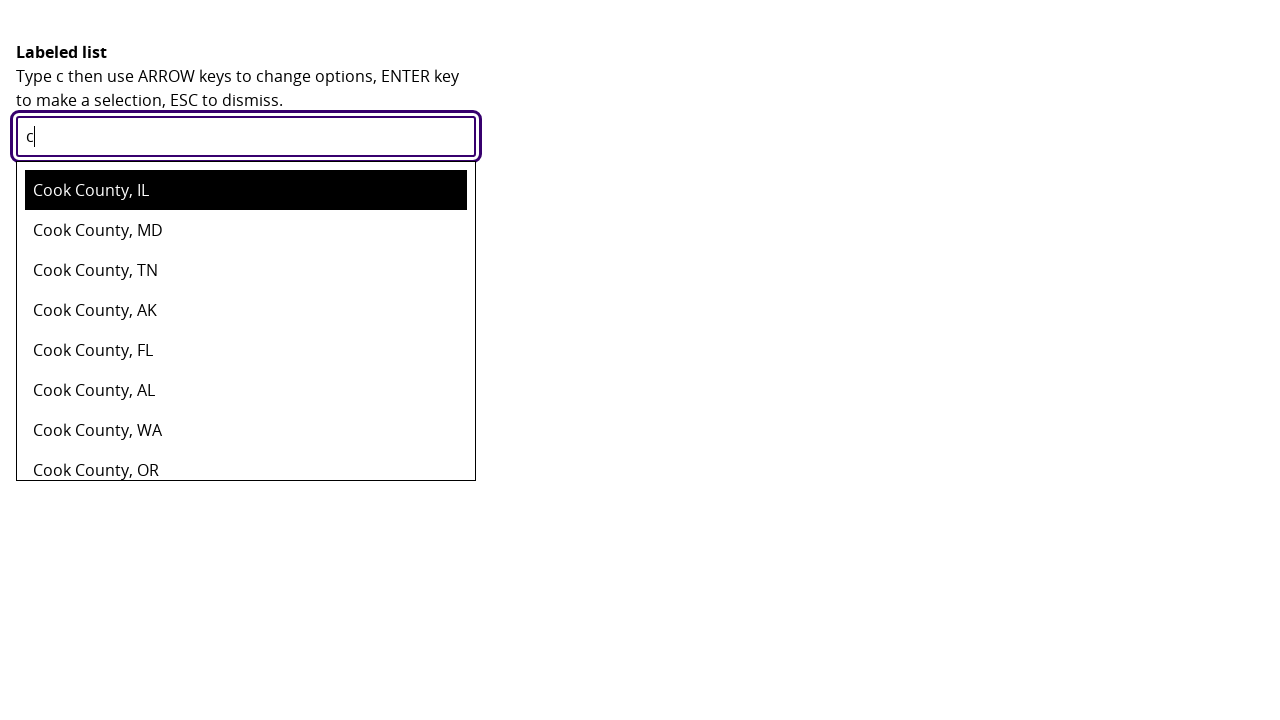 Labeled list
Type c then use ARROW keys to change options, ENTER key
to make a selection, ESC to dismiss.
c
Cook County, IL
Cook County, MD
Cook County, TN
Cook County, AK
Cook County, FL
Cook County, AL
Cook County, WA
Cook County, OR